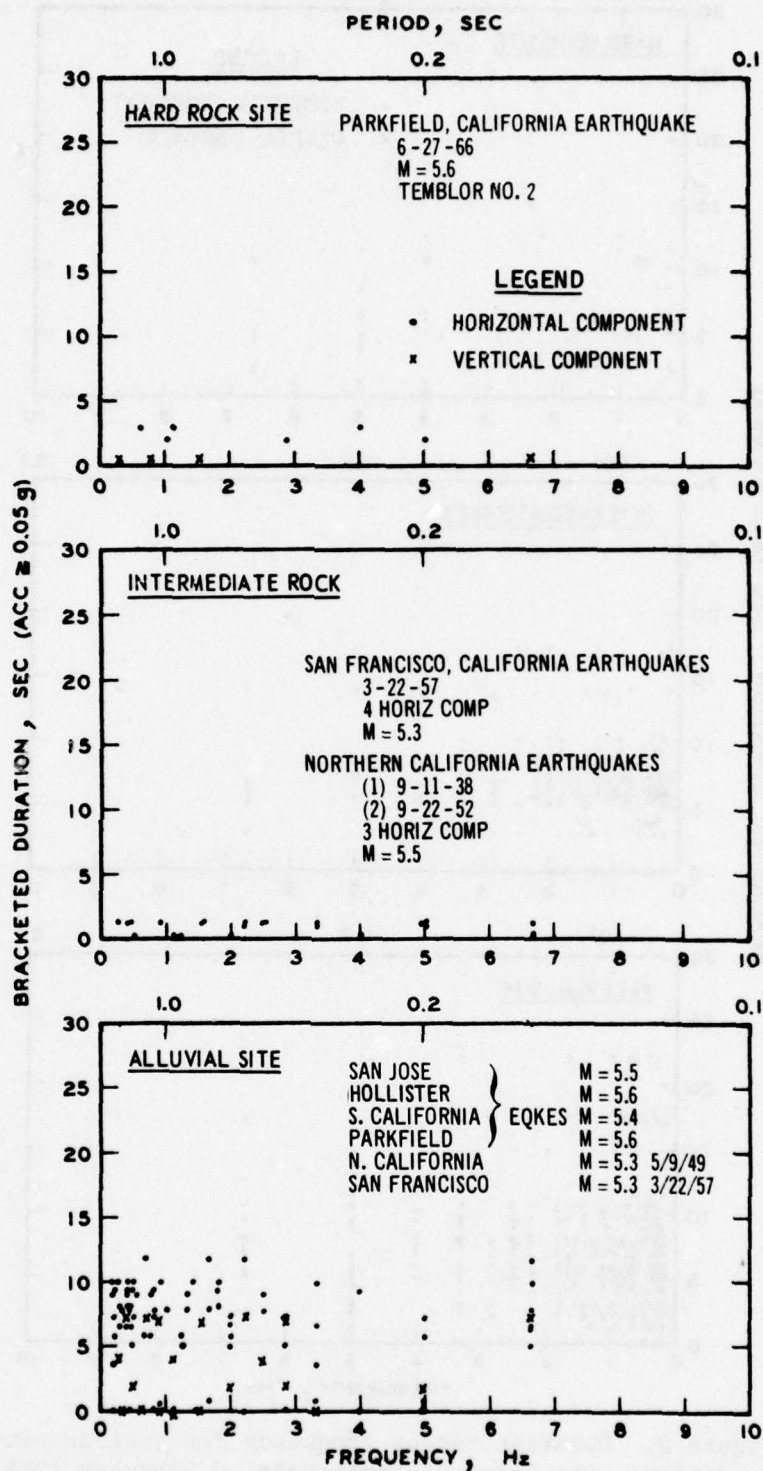 PERIOD, SEC
1.0 0.2 0.1
30
25
20
15
10
5
0
HARD ROCK SITE
PARKFIELD, CALIFORNIA EARTHQUAKE
6-27-66
M = 5.6
TEMBLOR NO. 2
LEGEND
• HORIZONTAL COMPONENT
x VERTICAL COMPONENT
0 1 2 3 4 5 6 7 8 9 10
BRACKETED DURATION, SEC (ACC ≥ 0.05g)
1.0 0.2 0.1
30
25
20
15
10
5
0
INTERMEDIATE ROCK
SAN FRANCISCO, CALIFORNIA EARTHQUAKES
3-22-57
4 HORIZ COMP
M = 5.3
NORTHERN CALIFORNIA EARTHQUAKES
(1) 9-11-38
(2) 9-22-52
3 HORIZ COMP
M = 5.5
0 1 2 3 4 5 6 7 8 9 10
1.0 0.2 0.1
30
25
20
15
10
5
0
ALLUVIAL SITE
SAN JOSE M = 5.5
HOLLISTER M = 5.6
S. CALIFORNIA } EQKES M = 5.4
PARKFIELD M = 5.6
N. CALIFORNIA M = 5.3 5/9/49
SAN FRANCISCO M = 5.3 3/22/57
0 1 2 3 4 5 6 7 8 9 10
FREQUENCY, Hz